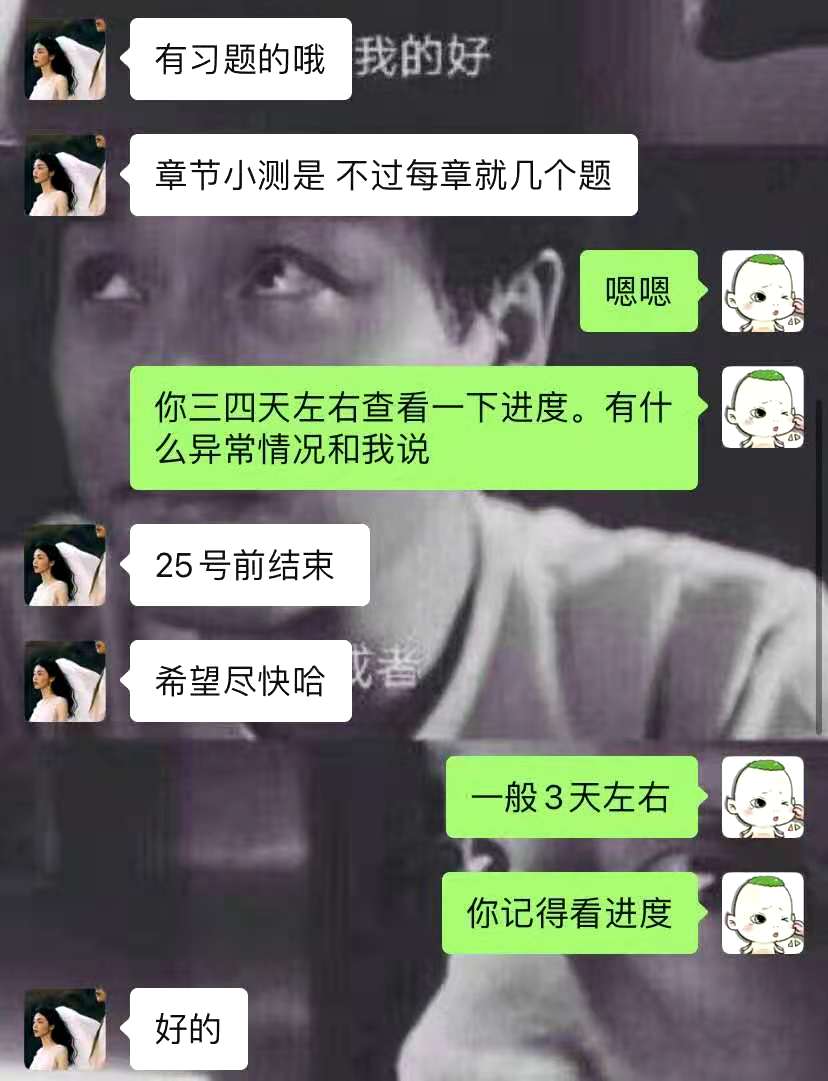 有习题的哦
我的好
章节小测是 不过每章就几个题
嗯嗯
你三四天左右查看一下进度。有什
么异常情况和我说
25号前结束
或者
希望尽快哈
一般3天左右
你记得看进度
好的